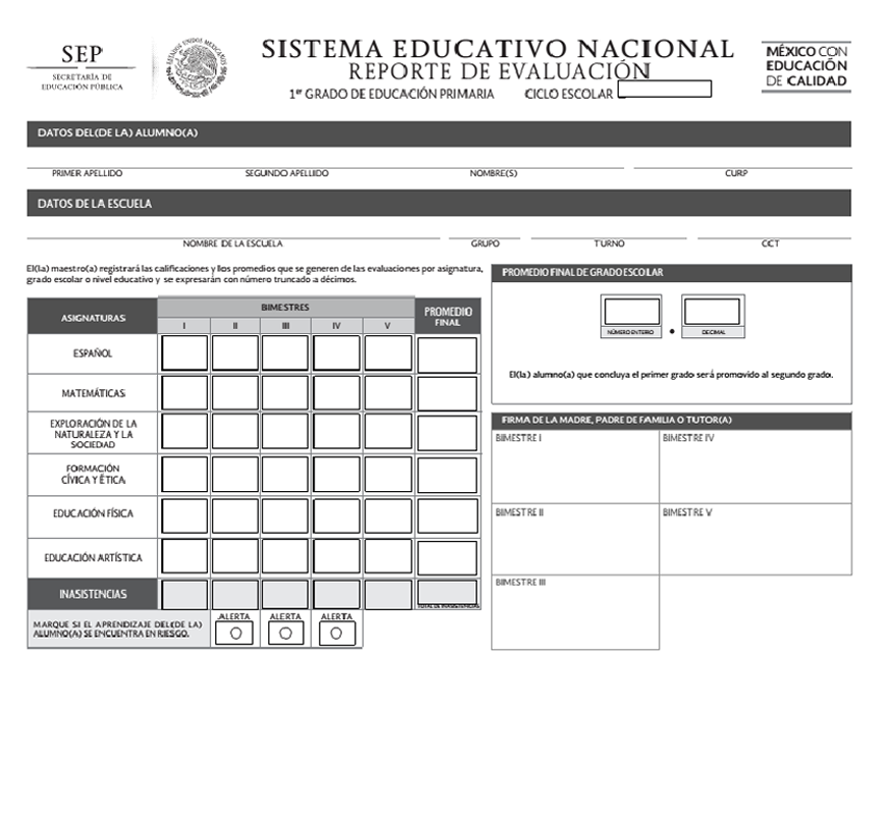 SEP
SECRETARÍA DE
EDUCACIÓN PÚBLICA
ESTADOS UNIDOS MEXICANOS
SISTEMA EDUCATIVO NACIONAL
REPORTE DE EVALUACIÓN
1er GRADO DE EDUCACIÓN PRIMARIA CICLO ESCOLAR
MÉXICO CON
EDUCACIÓN
DE CALIDAD
DATOS DEL(DE LA) ALUMNO(A)
PRIMER APELLIDO SEGUNDO APELLIDO NOMBRE(S) CURP
DATOS DE LA ESCUELA
NOMBRE DE LA ESCUELA GRUPO TURNO CCT
El(la) maestro(a) registrará las calificaciones y llos promedios que se generen de las evaluaciones por asignatura,
grado escolar o nivel educativo y se expresarán con número truncado a décimos.
ASIGNATURAS
BIMESTRES
I II III IV V
PROMEDIO
FINAL
ESPAÑOL
MATEMÁTICAS
EXPLORACIÓN DE LA
NATURALEZA Y LA
SOCIEDAD
FORMACIÓN
CÍVICA Y ÉTICA
EDUCACIÓN FÍSICA
EDUCACIÓN ARTÍSTICA
INASISTENCIAS
TOTAL DE INASISTENCIAS
MARQUE SI EL APRENDIZAJE DEL(DE LA)
ALUMNO(A) SE ENCUENTRA EN RIESGO.
ALERTA ALERTA ALERTA
PROMEDIO FINAL DE GRADO ESCOLAR
NÚMERO ENTERO DECIMAL
El(la) alumno(a) que concluya el primer grado será promovido al segundo grado.
FIRMA DE LA MADRE, PADRE DE FAMILIA O TUTOR(A)
BIMESTRE I BIMESTRE IV
BIMESTRE II BIMESTRE V
BIMESTRE III